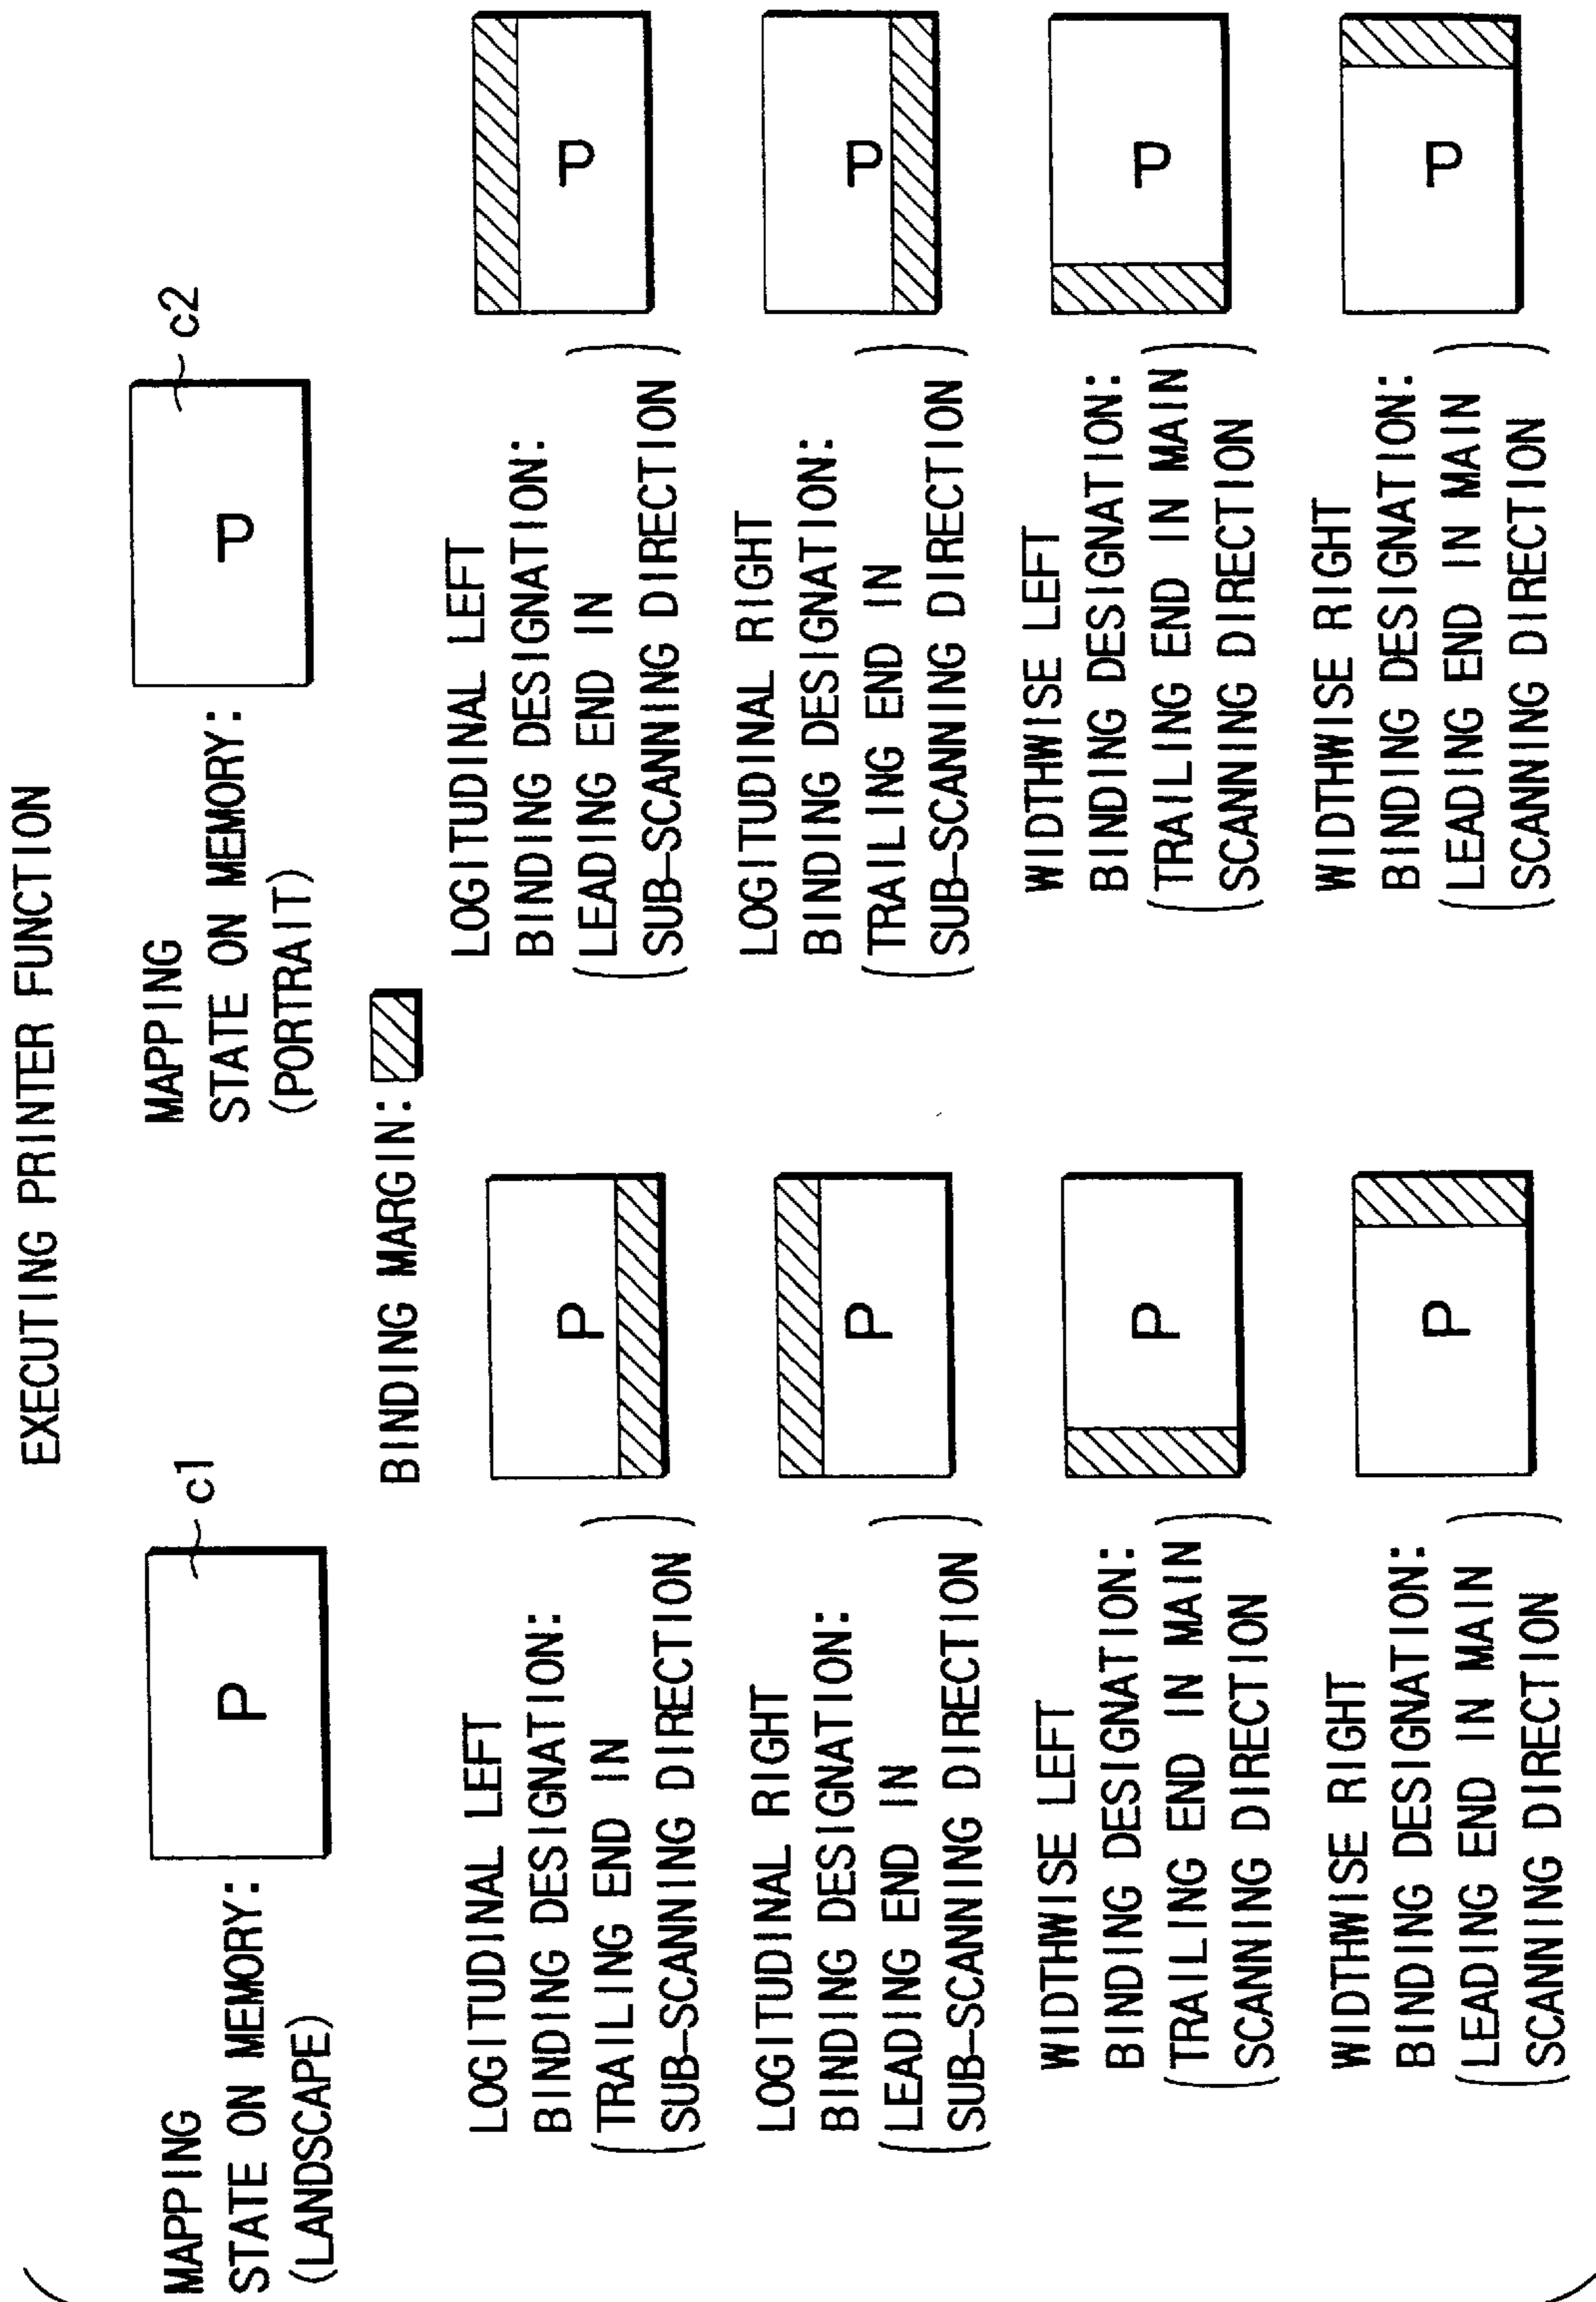 EXECUTING PRINTER FUNCTION
MAPPING
STATE ON MEMORY:
(LANDSCAPE)
P
c1
MAPPING
STATE ON MEMORY:
(PORTRAIT)
P
c2
BINDING MARGIN:
LOGITUDINAL LEFT
BINDING DESIGNATION:
(TRAILING END IN
SUB-SCANNING DIRECTION)
P
LOGITUDINAL RIGHT
BINDING DESIGNATION:
(LEADING END IN
SUB-SCANNING DIRECTION)
P
WIDTHWISE LEFT
BINDING DESIGNATION:
(TRAILING END IN MAIN
SCANNING DIRECTION)
P
WIDTHWISE RIGHT
BINDING DESIGNATION:
(LEADING END IN MAIN
SCANNING DIRECTION)
P
LOGITUDINAL LEFT
BINDING DESIGNATION:
(LEADING END IN
SUB-SCANNING DIRECTION)
P
LOGITUDINAL RIGHT
BINDING DESIGNATION:
(TRAILING END IN
SUB-SCANNING DIRECTION)
P
WIDTHWISE LEFT
BINDING DESIGNATION:
(TRAILING END IN MAIN
SCANNING DIRECTION)
P
WIDTHWISE RIGHT
BINDING DESIGNATION:
(LEADING END IN MAIN
SCANNING DIRECTION)
P